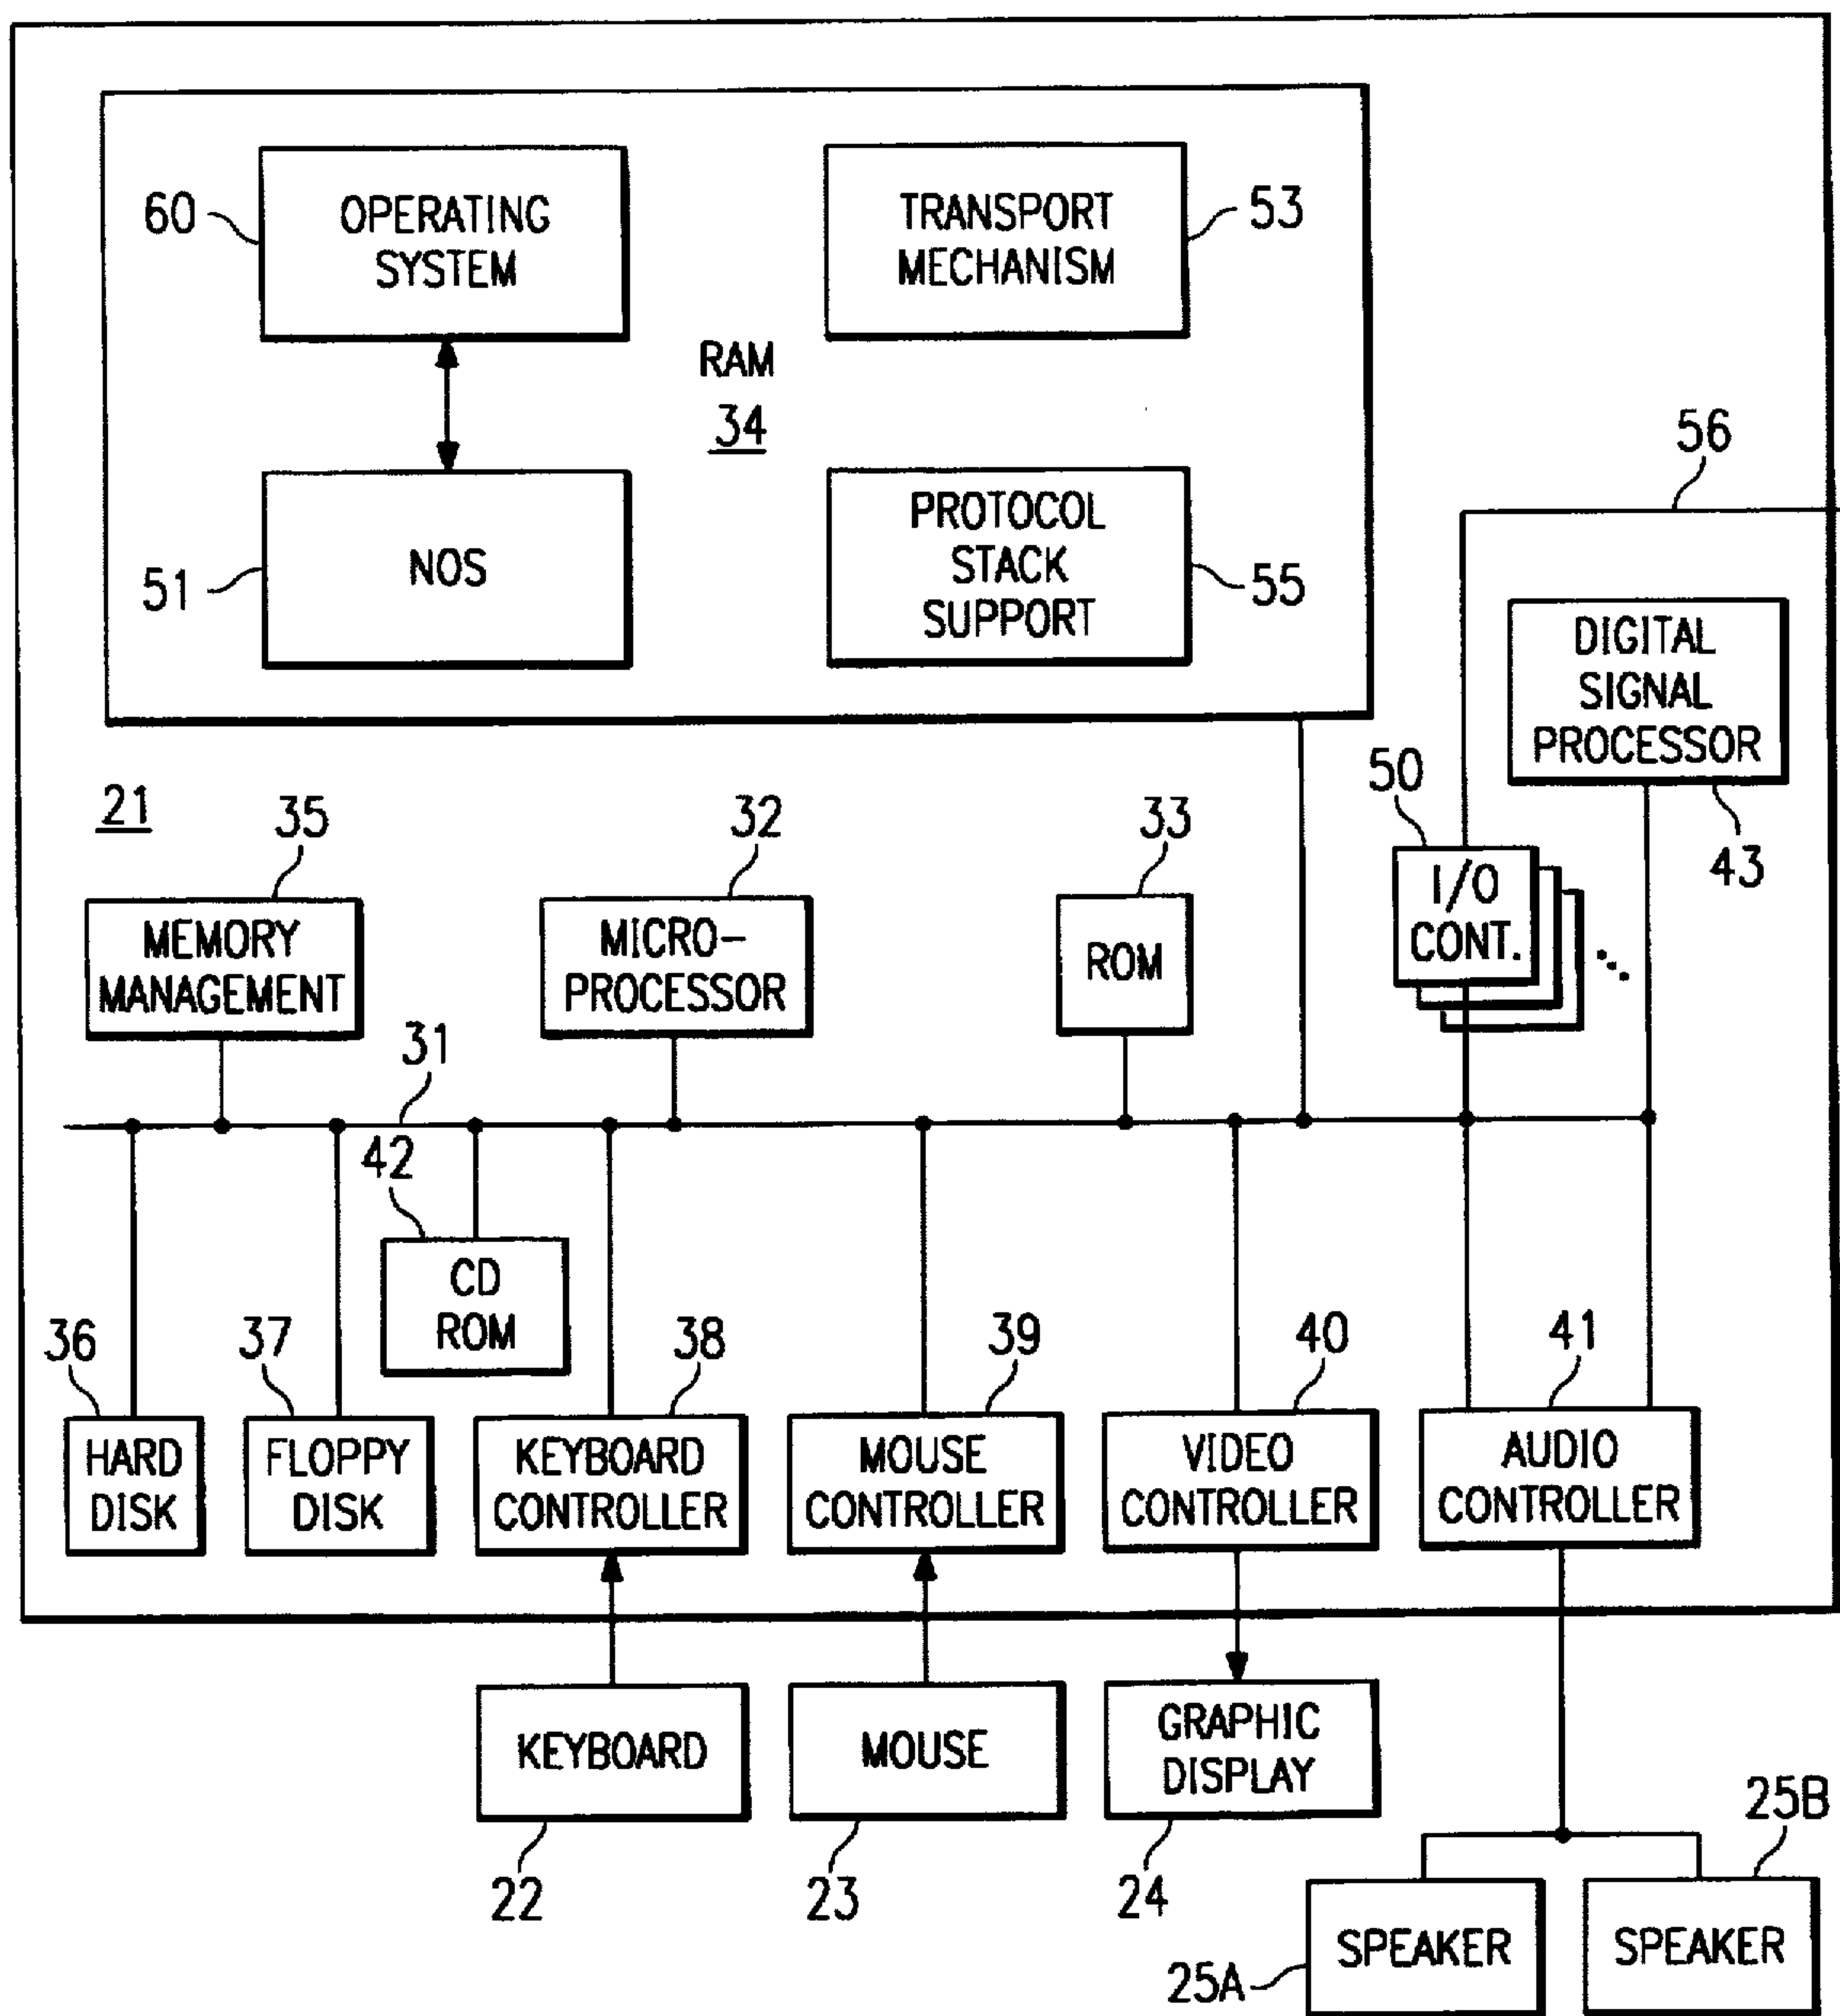 60
OPERATING
SYSTEM
TRANSPORT
MECHANISM
53
RAM
34
51
NOS
PROTOCOL
STACK
SUPPORT
55
56
DIGITAL
SIGNAL
PROCESSOR
43
21
35
32
33
50
MEMORY
MANAGEMENT
MICRO-
PROCESSOR
ROM
I/O
CONT.
31
42
CD
ROM
36
37
38
39
40
41
HARD
DISK
FLOPPY
DISK
KEYBOARD
CONTROLLER
MOUSE
CONTROLLER
VIDEO
CONTROLLER
AUDIO
CONTROLLER
KEYBOARD
MOUSE
GRAPHIC
DISPLAY
22
23
24
25B
25A
SPEAKER
SPEAKER